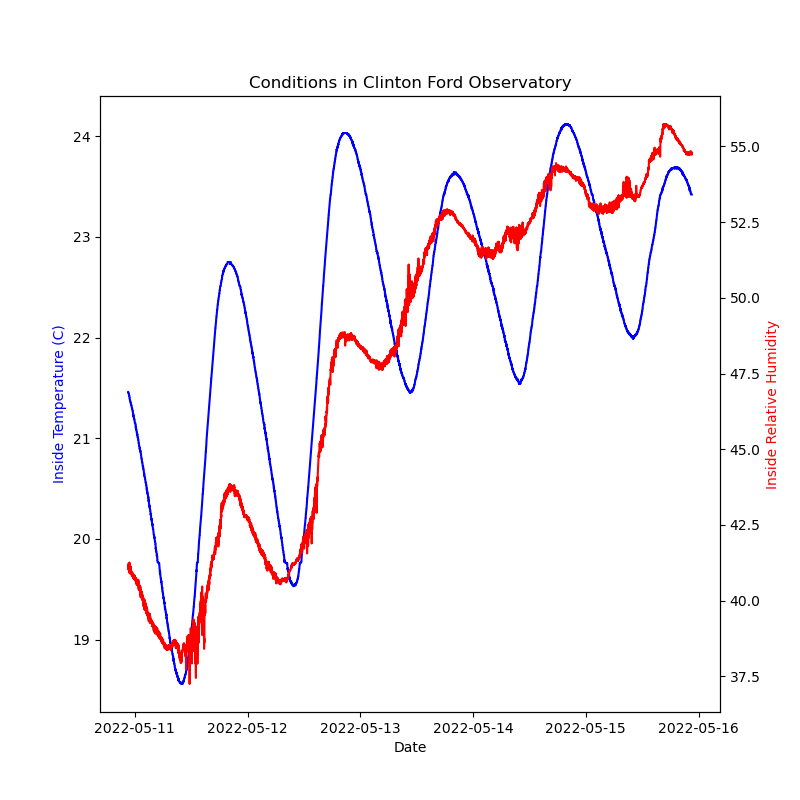 Conditions in Clinton Ford Observatory
24
23
22
21
20
19
Inside Temperature (C)
55.0
52.5
50.0
47.5
45.0
42.5
40.0
37.5
Inside Relative Humidity
2022-05-11 2022-05-12 2022-05-13 2022-05-14 2022-05-15 2022-05-16
Date